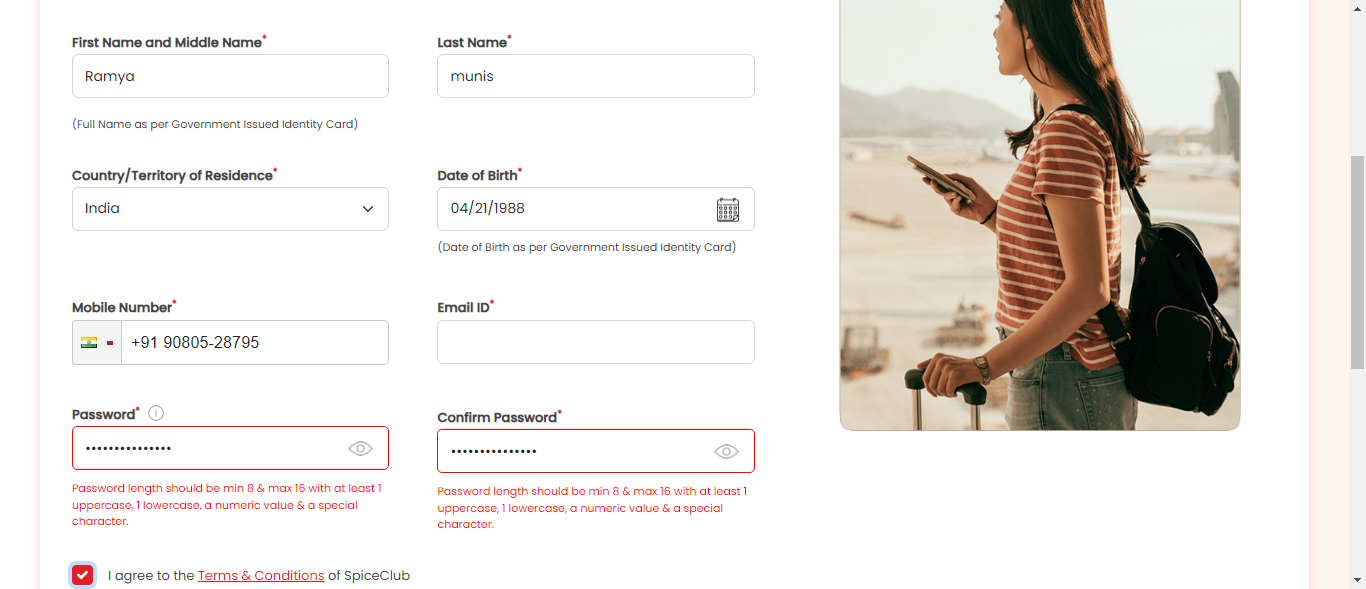 First Name and Middle Name*
Last Name*
Ramya
munis
(Full Name as per Government Issued Identity Card)
Country/Territory of Residence*
Date of Birth*
India
04/21/1988
(Date of Birth as per Government Issued Identity Card)
Mobile Number*
Email ID*
+91 90805-28795
Password*
Confirm Password*
•••••••••••••••
•••••••••••••••
Password length should be min 8 & max 16 with at least 1
uppercase, 1 lowercase, a numeric value & a special
character.
Password length should be min 8 & max 16 with at least 1
uppercase, 1 lowercase, a numeric value & a special
character.
I agree to the Terms & Conditions of SpiceClub